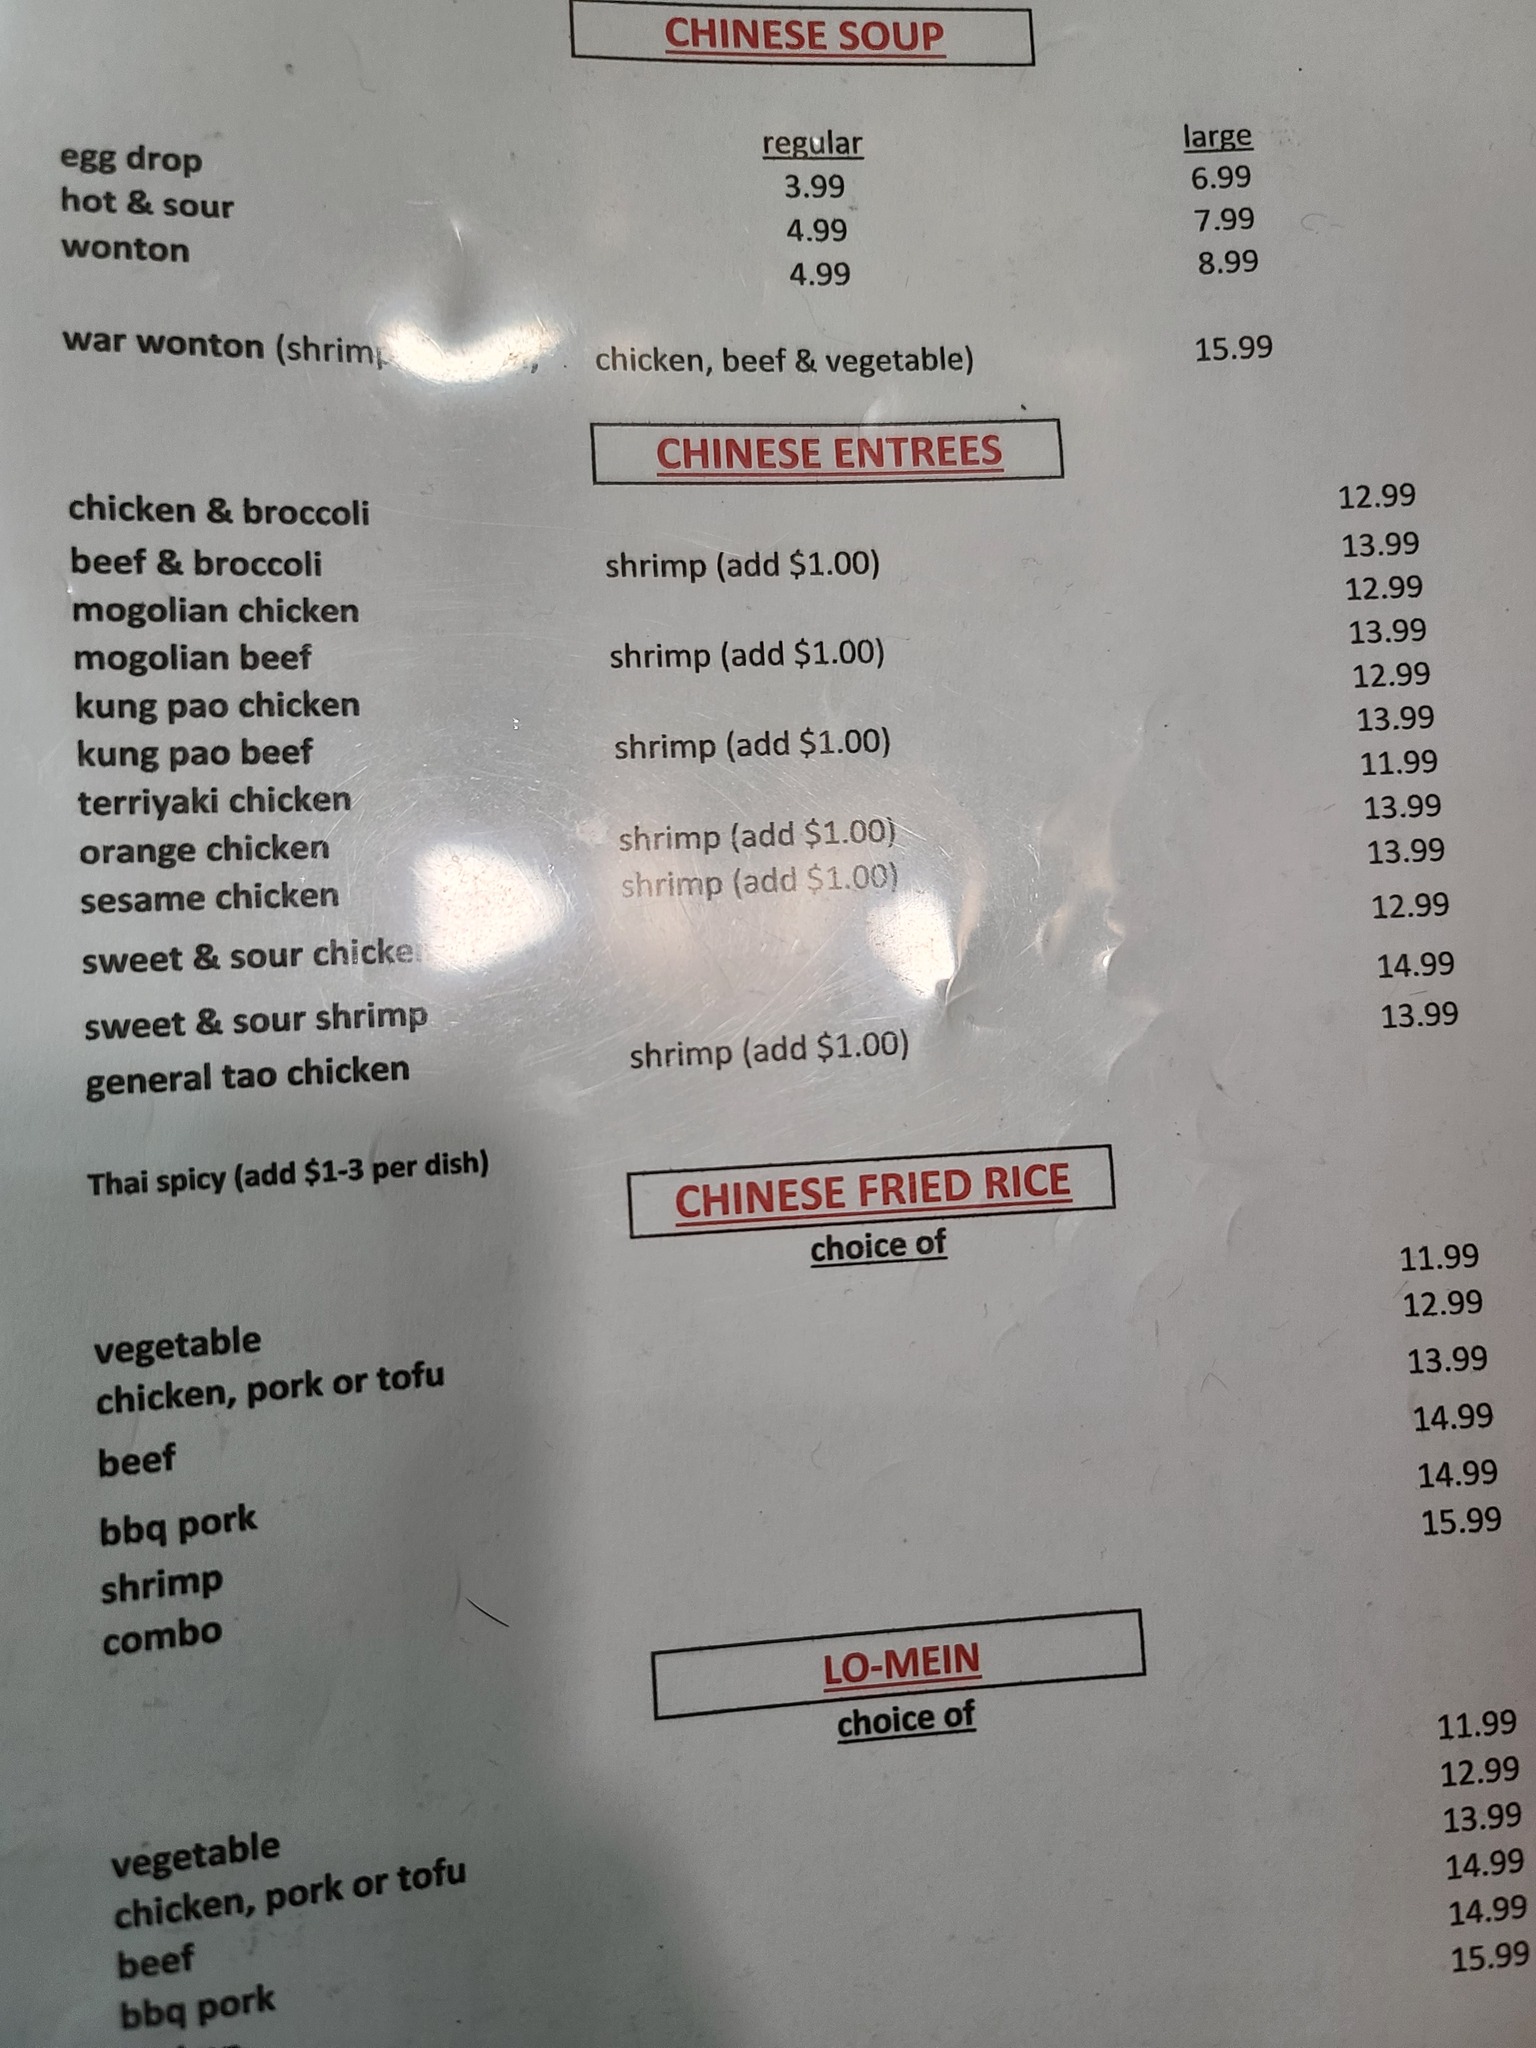 CHINESE SOUP
regular large
egg drop 3.99 6.99
hot & sour 4.99 7.99
wonton 4.99 8.99
war wonton (shrimp chicken, beef & vegetable) 15.99
CHINESE ENTREES
chicken & broccoli 12.99
beef & broccoli shrimp (add $1.00) 13.99
mogolian chicken 12.99
mogolian beef shrimp (add $1.00) 13.99
kung pao chicken 12.99
kung pao beef shrimp (add $1.00) 13.99
terriyaki chicken 11.99
orange chicken shrimp (add $1.00) 13.99
sesame chicken shrimp (add $1.00) 13.99
sweet & sour chicken 12.99
sweet & sour shrimp 14.99
general tao chicken shrimp (add $1.00) 13.99
Thai spicy (add $1-3 per dish)
CHINESE FRIED RICE
choice of
vegetable 11.99
chicken, pork or tofu 12.99
beef 13.99
bbq pork 14.99
shrimp 14.99
combo 15.99
LO-MEIN
choice of
vegetable 11.99
chicken, pork or tofu 12.99
beef 13.99
bbq pork 14.99
14.99
15.99